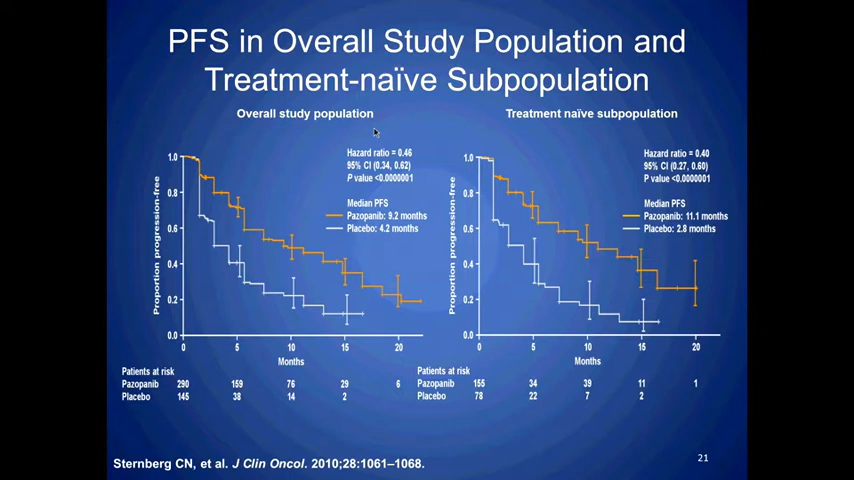 PFS in Overall Study Population and
Treatment-naïve Subpopulation
Overall study population
Hazard ratio = 0.46
95% CI (0.34, 0.62)
P value <0.0000001
Median PFS
Pazopanib: 9.2 months
Placebo: 4.2 months
Proportion progression-free
1.0
0.8
0.6
0.4
0.2
0.0
0 5 10 15 20
Months
Patients at risk
Pazopanib 290 159 76 29 6
Placebo 145 38 14 2
Treatment naïve subpopulation
Hazard ratio = 0.40
95% CI (0.27, 0.60)
P value <0.0000001
Median PFS
Pazopanib: 11.1 months
Placebo: 2.8 months
Proportion progression-free
1.0
0.8
0.6
0.4
0.2
0.0
0 5 10 15 20
Months
Patients at risk
Pazopanib 155 34 39 11 1
Placebo 78 22 7 2
Sternberg CN, et al. J Clin Oncol. 2010;28:1061–1068.
21